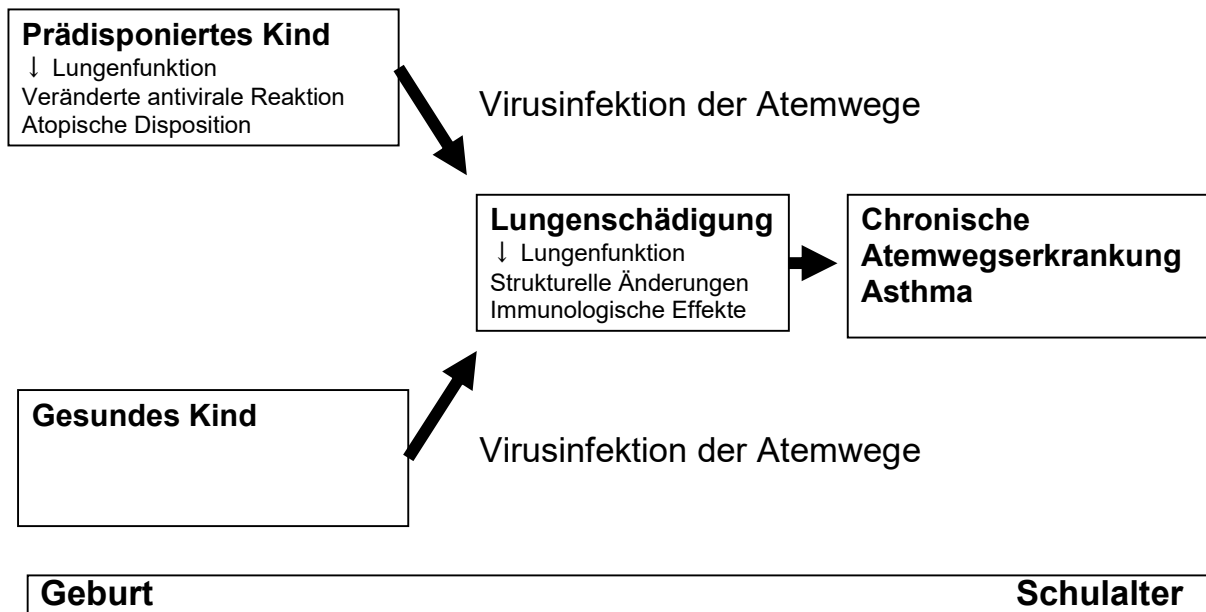 Prädisponiertes Kind
↓ Lungenfunktion
Veränderte antivirale Reaktion
Atopische Disposition
Virusinfektion der Atemwege
Lungenschädigung
↓ Lungenfunktion
Strukturelle Änderungen
Immunologische Effekte
Chronische
Atemwegserkrankung
Asthma
Gesundes Kind
Virusinfektion der Atemwege
Geburt Schulalter